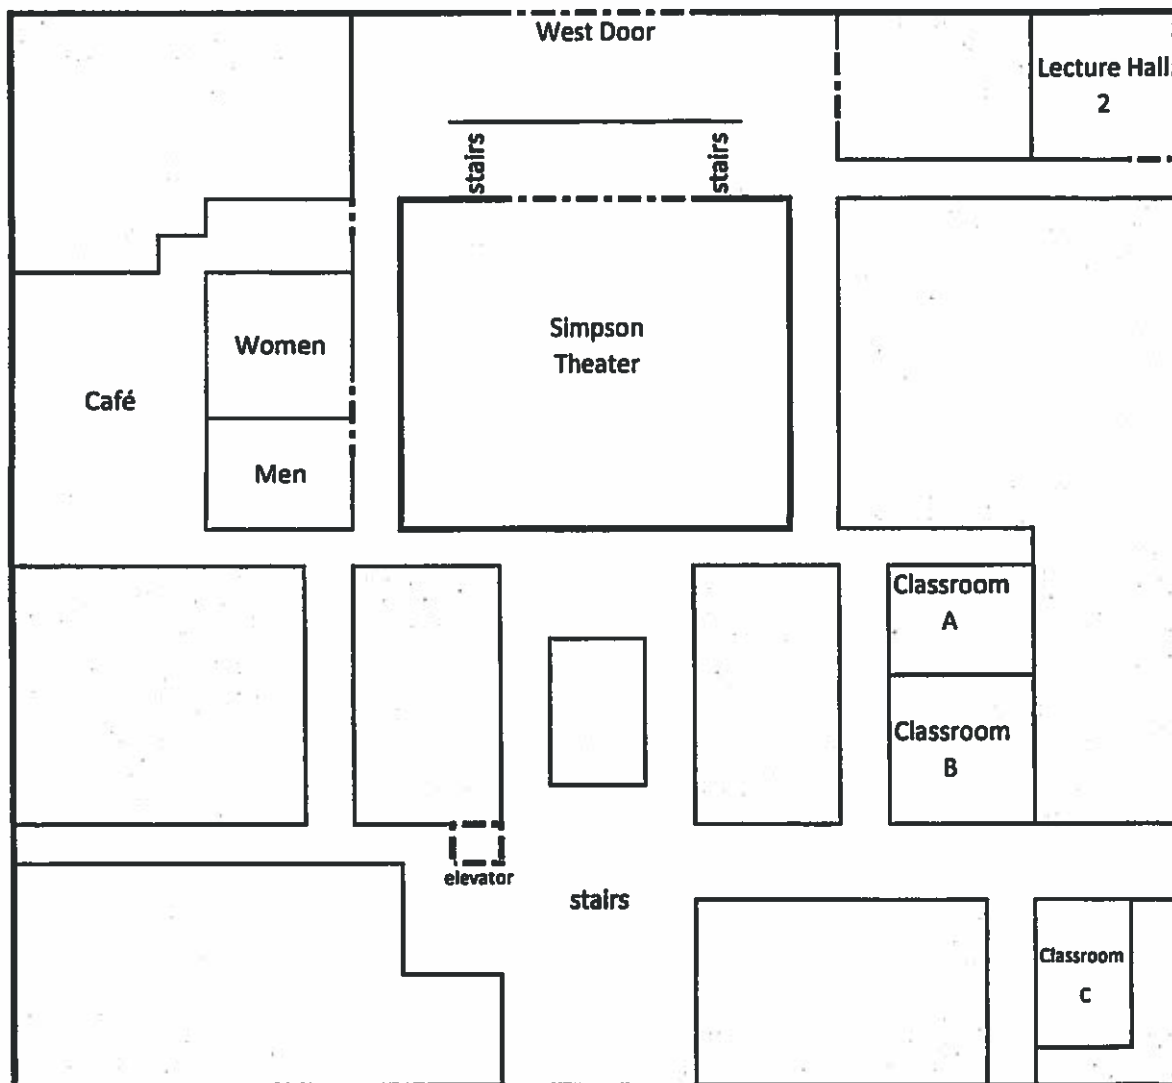 West Door
Lecture Hall
2
stairs
stairs
Simpson
Theater
Women
Café
Men
Classroom
A
Classroom
B
elevator
stairs
Classroom
C